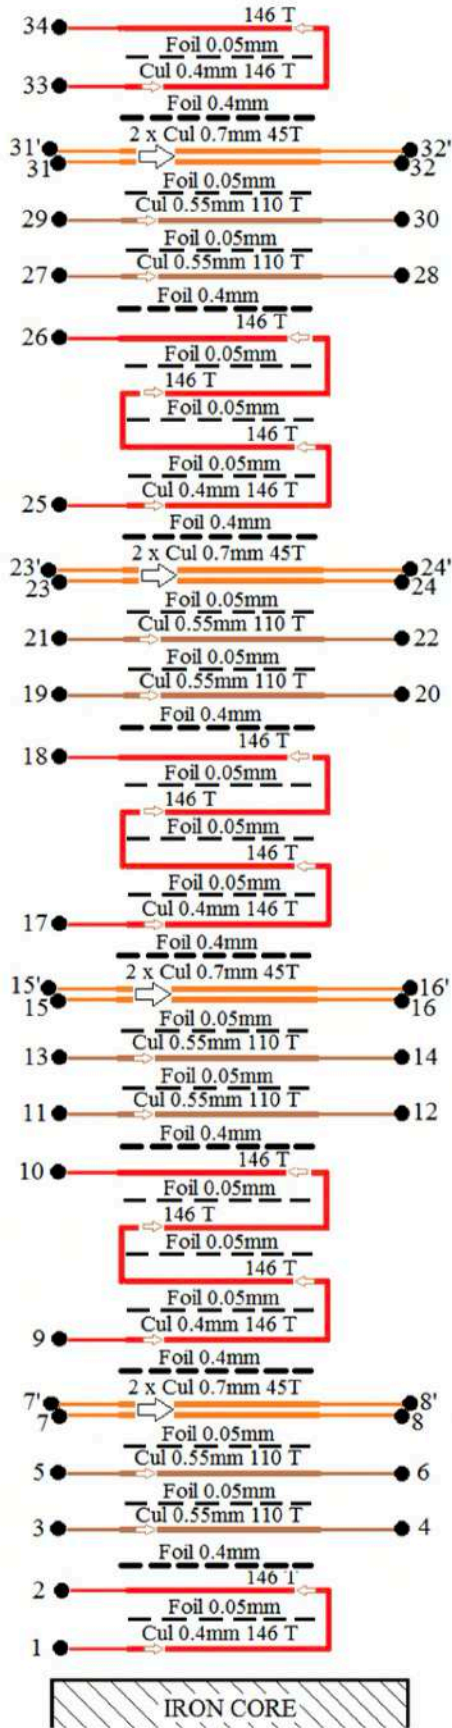 146 T
34
Foil 0.05mm
Cul 0.4mm 146 T
33
Foil 0.4mm
2 x Cul 0.7mm 45T
31' 32'
31 32
Foil 0.05mm
Cul 0.55mm 110 T
29 30
Foil 0.05mm
Cul 0.55mm 110 T
27 28
Foil 0.4mm
146 T
26
Foil 0.05mm
146 T
Foil 0.05mm
146 T
Foil 0.05mm
Cul 0.4mm 146 T
25
Foil 0.4mm
2 x Cul 0.7mm 45T
23' 24'
23 24
Foil 0.05mm
Cul 0.55mm 110 T
21 22
Foil 0.05mm
Cul 0.55mm 110 T
19 20
Foil 0.4mm
146 T
18
Foil 0.05mm
146 T
Foil 0.05mm
146 T
Foil 0.05mm
Cul 0.4mm 146 T
17
Foil 0.4mm
2 x Cul 0.7mm 45T
15' 16'
15 16
Foil 0.05mm
Cul 0.55mm 110 T
13 14
Foil 0.05mm
Cul 0.55mm 110 T
11 12
Foil 0.4mm
146 T
10
Foil 0.05mm
146 T
Foil 0.05mm
146 T
Foil 0.05mm
Cul 0.4mm 146 T
9
Foil 0.4mm
2 x Cul 0.7mm 45T
7' 8'
7 8
Foil 0.05mm
Cul 0.55mm 110 T
5 6
Foil 0.05mm
Cul 0.55mm 110 T
3 4
Foil 0.4mm
146 T
2
Foil 0.05mm
Cul 0.4mm 146 T
1
IRON CORE